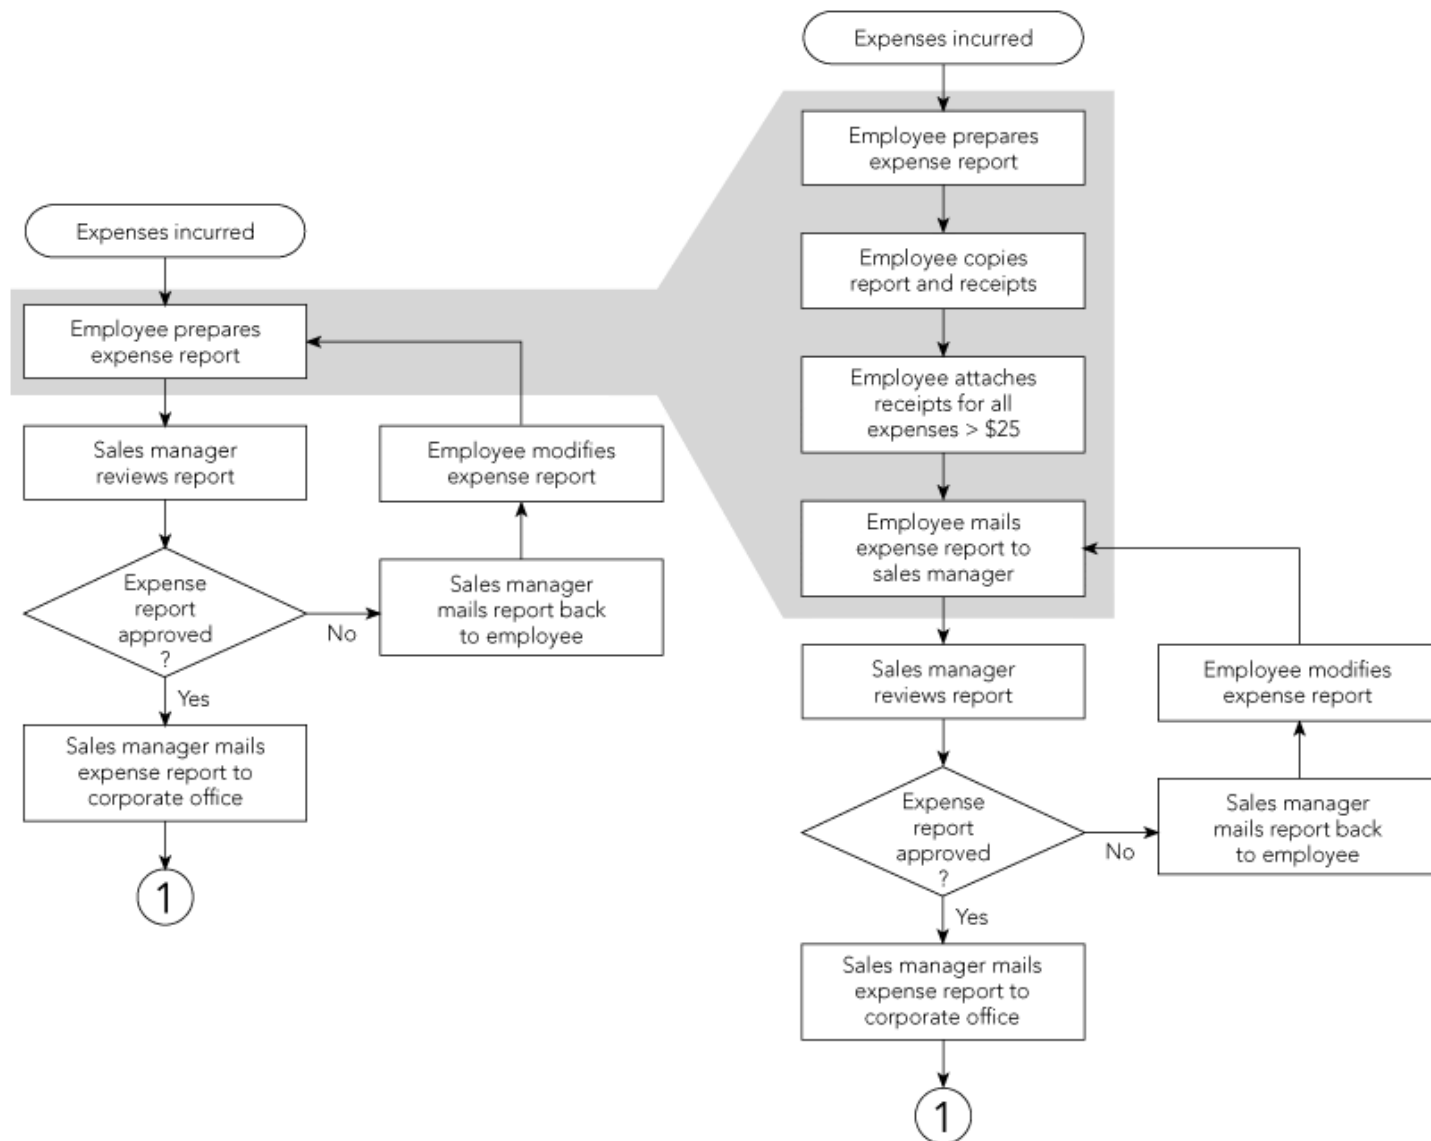 Expenses incurred
Employee prepares
expense report
Sales manager
reviews report
Expense
report
approved
?
No
Sales manager
mails report back
to employee
Employee modifies
expense report
Yes
Sales manager mails
expense report to
corporate office
1
Expenses incurred
Employee prepares
expense report
Employee copies
report and receipts
Employee attaches
receipts for all
expenses > $25
Employee mails
expense report to
sales manager
Sales manager
reviews report
Expense
report
approved
?
No
Sales manager
mails report back
to employee
Employee modifies
expense report
Yes
Sales manager mails
expense report to
corporate office
1